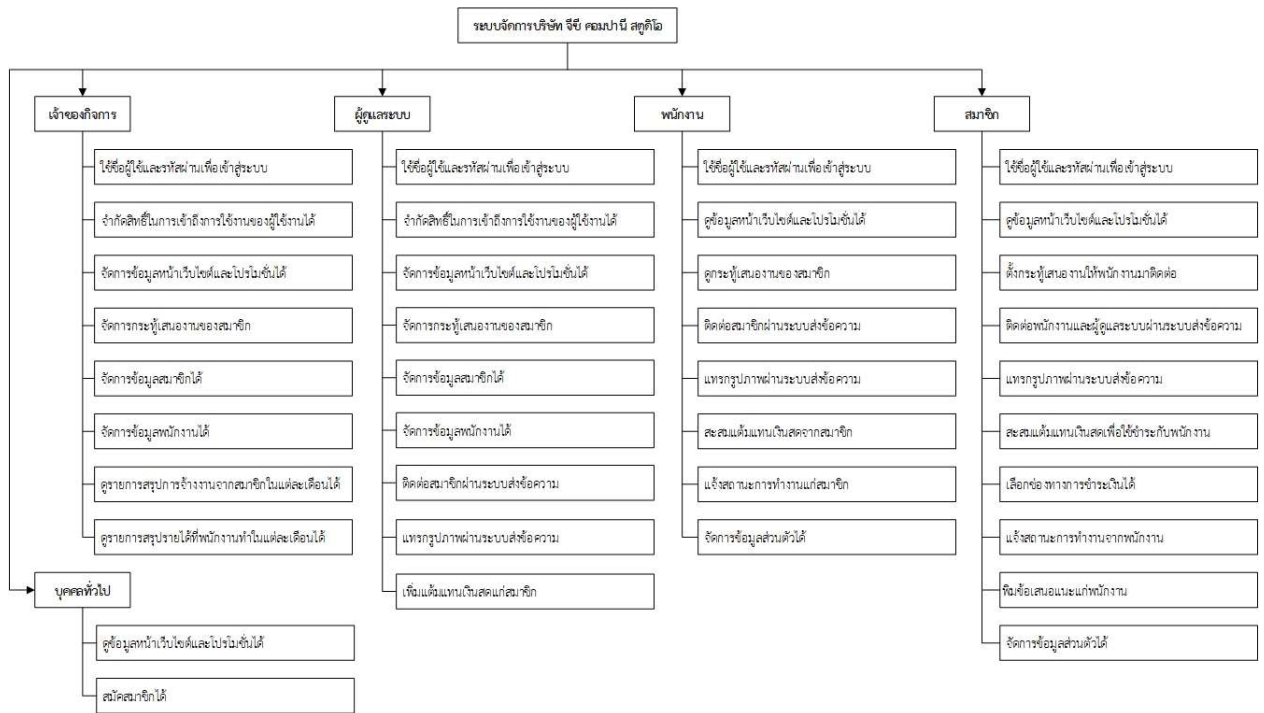 ระบบจัดการบริษัท จีซี คอมปานี สตูดิโอ
เจ้าของกิจการ
ใช้ชื่อผู้ใช้และรหัสผ่านเพื่อเข้าสู่ระบบ
จำกัดสิทธิ์ในการเข้าถึงการใช้งานของผู้ใช้งานได้
จัดการข้อมูลหน้าเว็บไซต์และโปรโมชั่นได้
จัดการกระทู้เสนองานของสมาชิก
จัดการข้อมูลสมาชิกได้
จัดการข้อมูลพนักงานได้
ดูรายการสรุปการจ้างงานจากสมาชิกในแต่ละเดือนได้
ดูรายการสรุปรายได้ที่พนักงานทำในแต่ละเดือนได้
ผู้ดูแลระบบ
ใช้ชื่อผู้ใช้และรหัสผ่านเพื่อเข้าสู่ระบบ
จำกัดสิทธิ์ในการเข้าถึงการใช้งานของผู้ใช้งานได้
จัดการข้อมูลหน้าเว็บไซต์และโปรโมชั่นได้
จัดการกระทู้เสนองานของสมาชิก
จัดการข้อมูลสมาชิกได้
จัดการข้อมูลพนักงานได้
ติดต่อสมาชิกผ่านระบบส่งข้อความ
แทรกรูปภาพผ่านระบบส่งข้อความ
เพิ่มแต้มแทนเงินสดแก่สมาชิก
พนักงาน
ใช้ชื่อผู้ใช้และรหัสผ่านเพื่อเข้าสู่ระบบ
ดูข้อมูลหน้าเว็บไซต์และโปรโมชั่นได้
ดูกระทู้เสนองานของสมาชิก
ติดต่อสมาชิกผ่านระบบส่งข้อความ
แทรกรูปภาพผ่านระบบส่งข้อความ
สะสมแต้มแทนเงินสดจากสมาชิก
แจ้งสถานะการทำงานแก่สมาชิก
จัดการข้อมูลส่วนตัวได้
สมาชิก
ใช้ชื่อผู้ใช้และรหัสผ่านเพื่อเข้าสู่ระบบ
ดูข้อมูลหน้าเว็บไซต์และโปรโมชั่นได้
ตั้งกระทู้เสนองานให้พนักงานมาติดต่อ
ติดต่อพนักงานและผู้ดูแลระบบผ่านระบบส่งข้อความ
แทรกรูปภาพผ่านระบบส่งข้อความ
สะสมแต้มแทนเงินสดเพื่อใช้ชำระกับพนักงาน
เลือกช่องทางการชำระเงินได้
แจ้งสถานะการทำงานจากพนักงาน
พิมข้อเสนอแนะแก่พนักงาน
จัดการข้อมูลส่วนตัวได้
บุคคลทั่วไป
ดูข้อมูลหน้าเว็บไซต์และโปรโมชั่นได้
สมัคสมาชิกได้